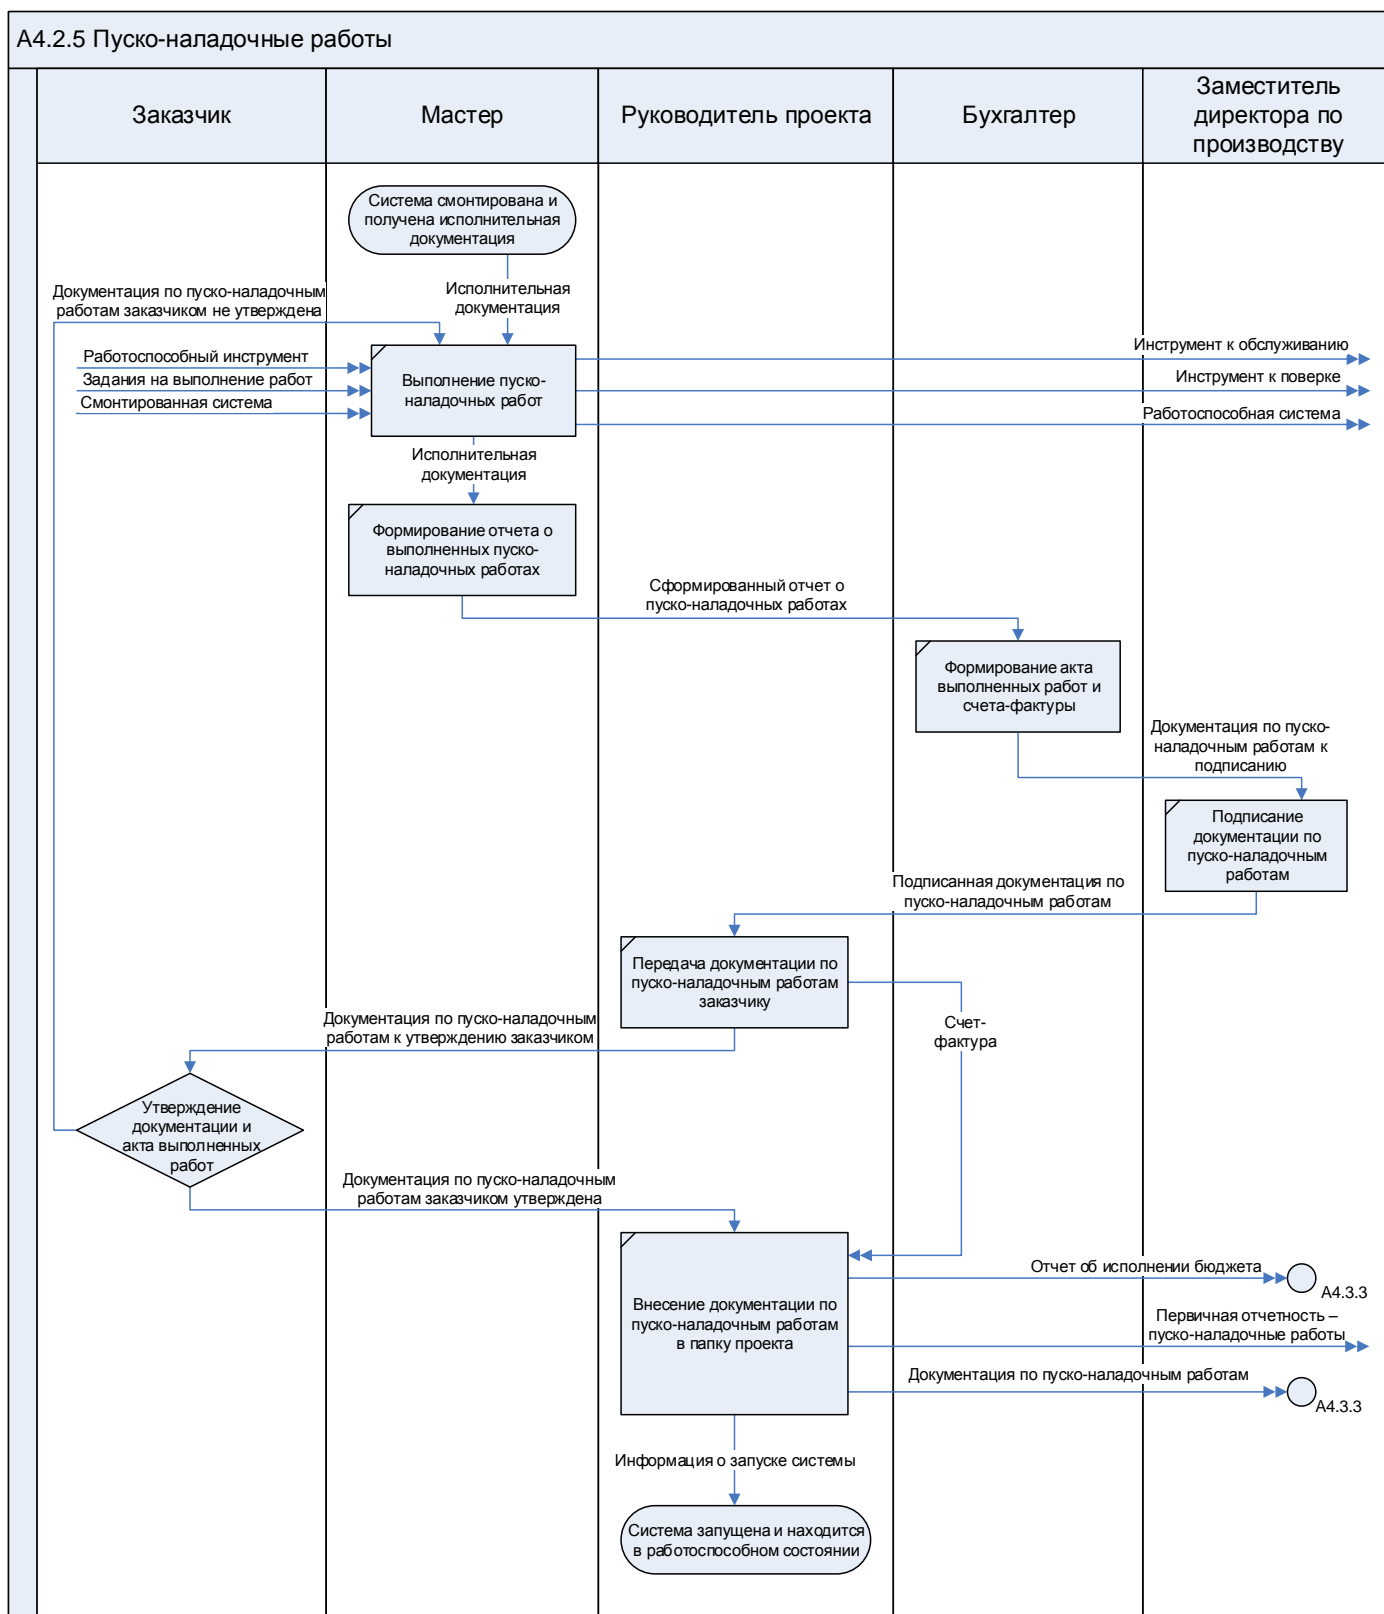 А4.2.5 Пуско-наладочные работы
Заказчик
Мастер
Руководитель проекта
Бухгалтер
Заместитель
директора по
производству
Система смонтирована и
получена исполнительная
документация
Документация по пуско-наладочным
работам заказчиком не утверждена
Исполнительная
документация
Работоспособный инструмент
Задания на выполнение работ
Смонтированная система
Выполнение пуско-
наладочных работ
Инструмент к обслуживанию
Инструмент к поверке
Работоспособная система
Исполнительная
документация
Формирование отчета о
выполненных пуско-
наладочных работах
Сформированный отчет о
пуско-наладочных работах
Формирование акта
выполненных работ и
счета-фактуры
Документация по пуско-
наладочным работам к
подписанию
Подписание
документации по
пуско-наладочным
работам
Подписанная документация по
пуско-наладочным работам
Передача документации по
пуско-наладочным работам
заказчику
Документация по пуско-наладочным
работам к утверждению заказчиком
Счет-
фактура
Утверждение
документации и
акта выполненных
работ
Документация по пуско-наладочным
работам заказчиком утверждена
Внесение документации по
пуско-наладочным работам
в папку проекта
Отчет об исполнении бюджета
А4.3.3
Первичная отчетность –
пуско-наладочные работы
Документация по пуско-наладочным работам
А4.3.3
Информация о запуске системы
Система запущена и находится
в работоспособном состоянии